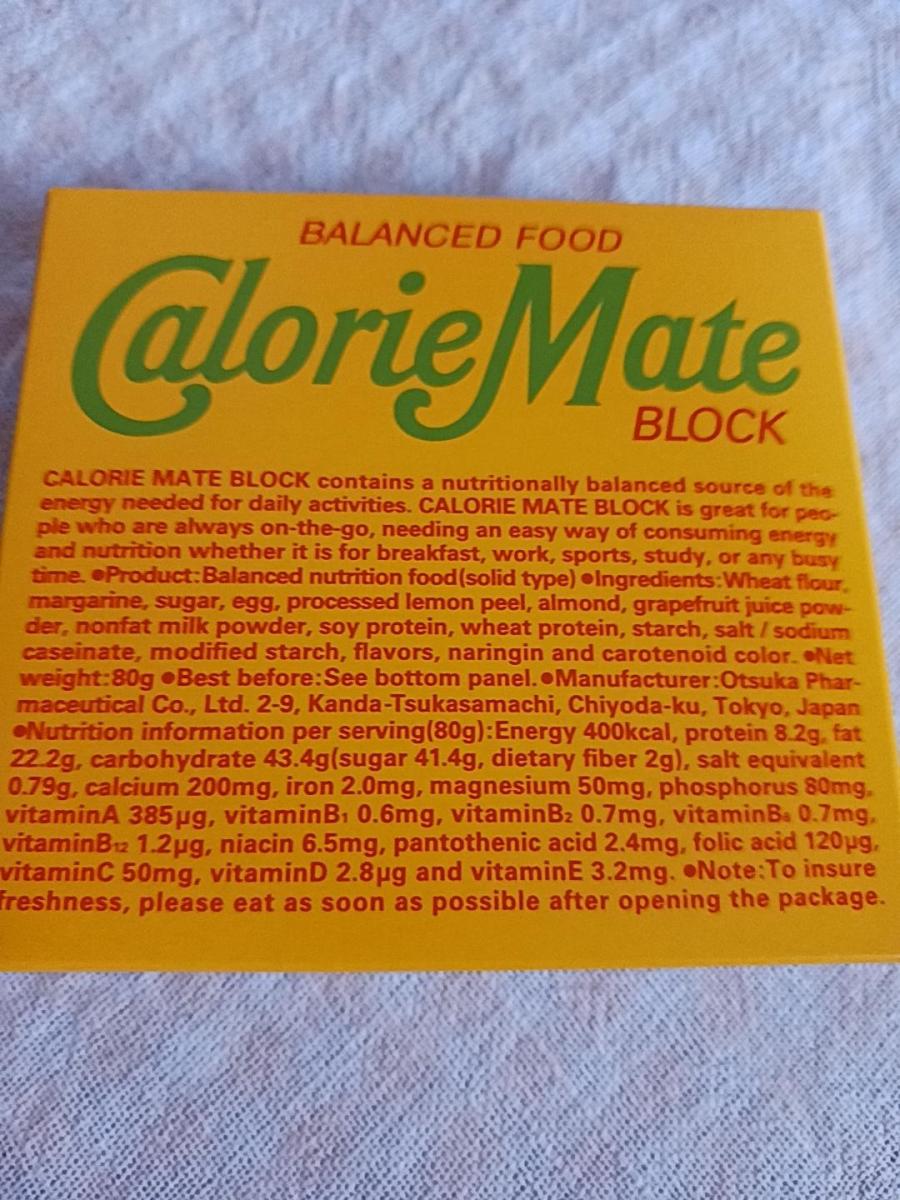 BALANCED FOOD
CalorieMate
BLOCK
CALORIE MATE BLOCK contains a nutritionally balanced source of the
energy needed for daily activities. CALORIE MATE BLOCK is great for peo-
ple who are always on-the-go, needing an easy way of consuming energy
and nutrition whether it is for breakfast, work, sports, study, or any busy
time. ●Product:Balanced nutrition food(solid type) ●Ingredients:Wheat flour,
margarine, sugar, egg, processed lemon peel, almond, grapefruit juice pow-
der, nonfat milk powder, soy protein, wheat protein, starch, salt / sodium
caseinate, modified starch, flavors, naringin and carotenoid color. ●Net
weight:80g ●Best before:See bottom panel. ●Manufacturer:Otsuka Phar-
maceutical Co., Ltd. 2-9, Kanda-Tsukasamachi, Chiyoda-ku, Tokyo, Japan
●Nutrition information per serving(80g):Energy 400kcal, protein 8.2g, fat
22.2g, carbohydrate 43.4g(sugar 41.4g, dietary fiber 2g), salt equivalent
0.79g, calcium 200mg, iron 2.0mg, magnesium 50mg, phosphorus 80mg,
vitaminA 385μg, vitaminB₁ 0.6mg, vitaminB₂ 0.7mg, vitaminB₆ 0.7mg,
vitaminB₁₂ 1.2μg, niacin 6.5mg, pantothenic acid 2.4mg, folic acid 120μg,
vitaminC 50mg, vitaminD 2.8μg and vitaminE 3.2mg. ●Note:To insure
freshness, please eat as soon as possible after opening the package.